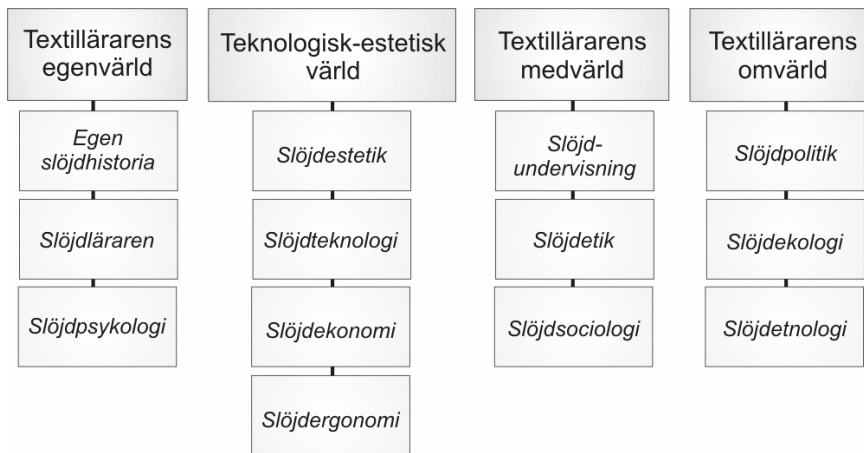 Textillärarens
egenvärld
Egen
slöjdhistoria
Slöjdläraren
Slöjdpsykologi
Teknologisk-estetisk
värld
Slöjdestetik
Slöjdteknologi
Slöjdekonomi
Slöjdergonomi
Textillärarens
medvärld
Slöjd-
undervisning
Slöjdetik
Slöjdsociologi
Textillärarens
omvärld
Slöjdpolitik
Slöjdekologi
Slöjdetnologi